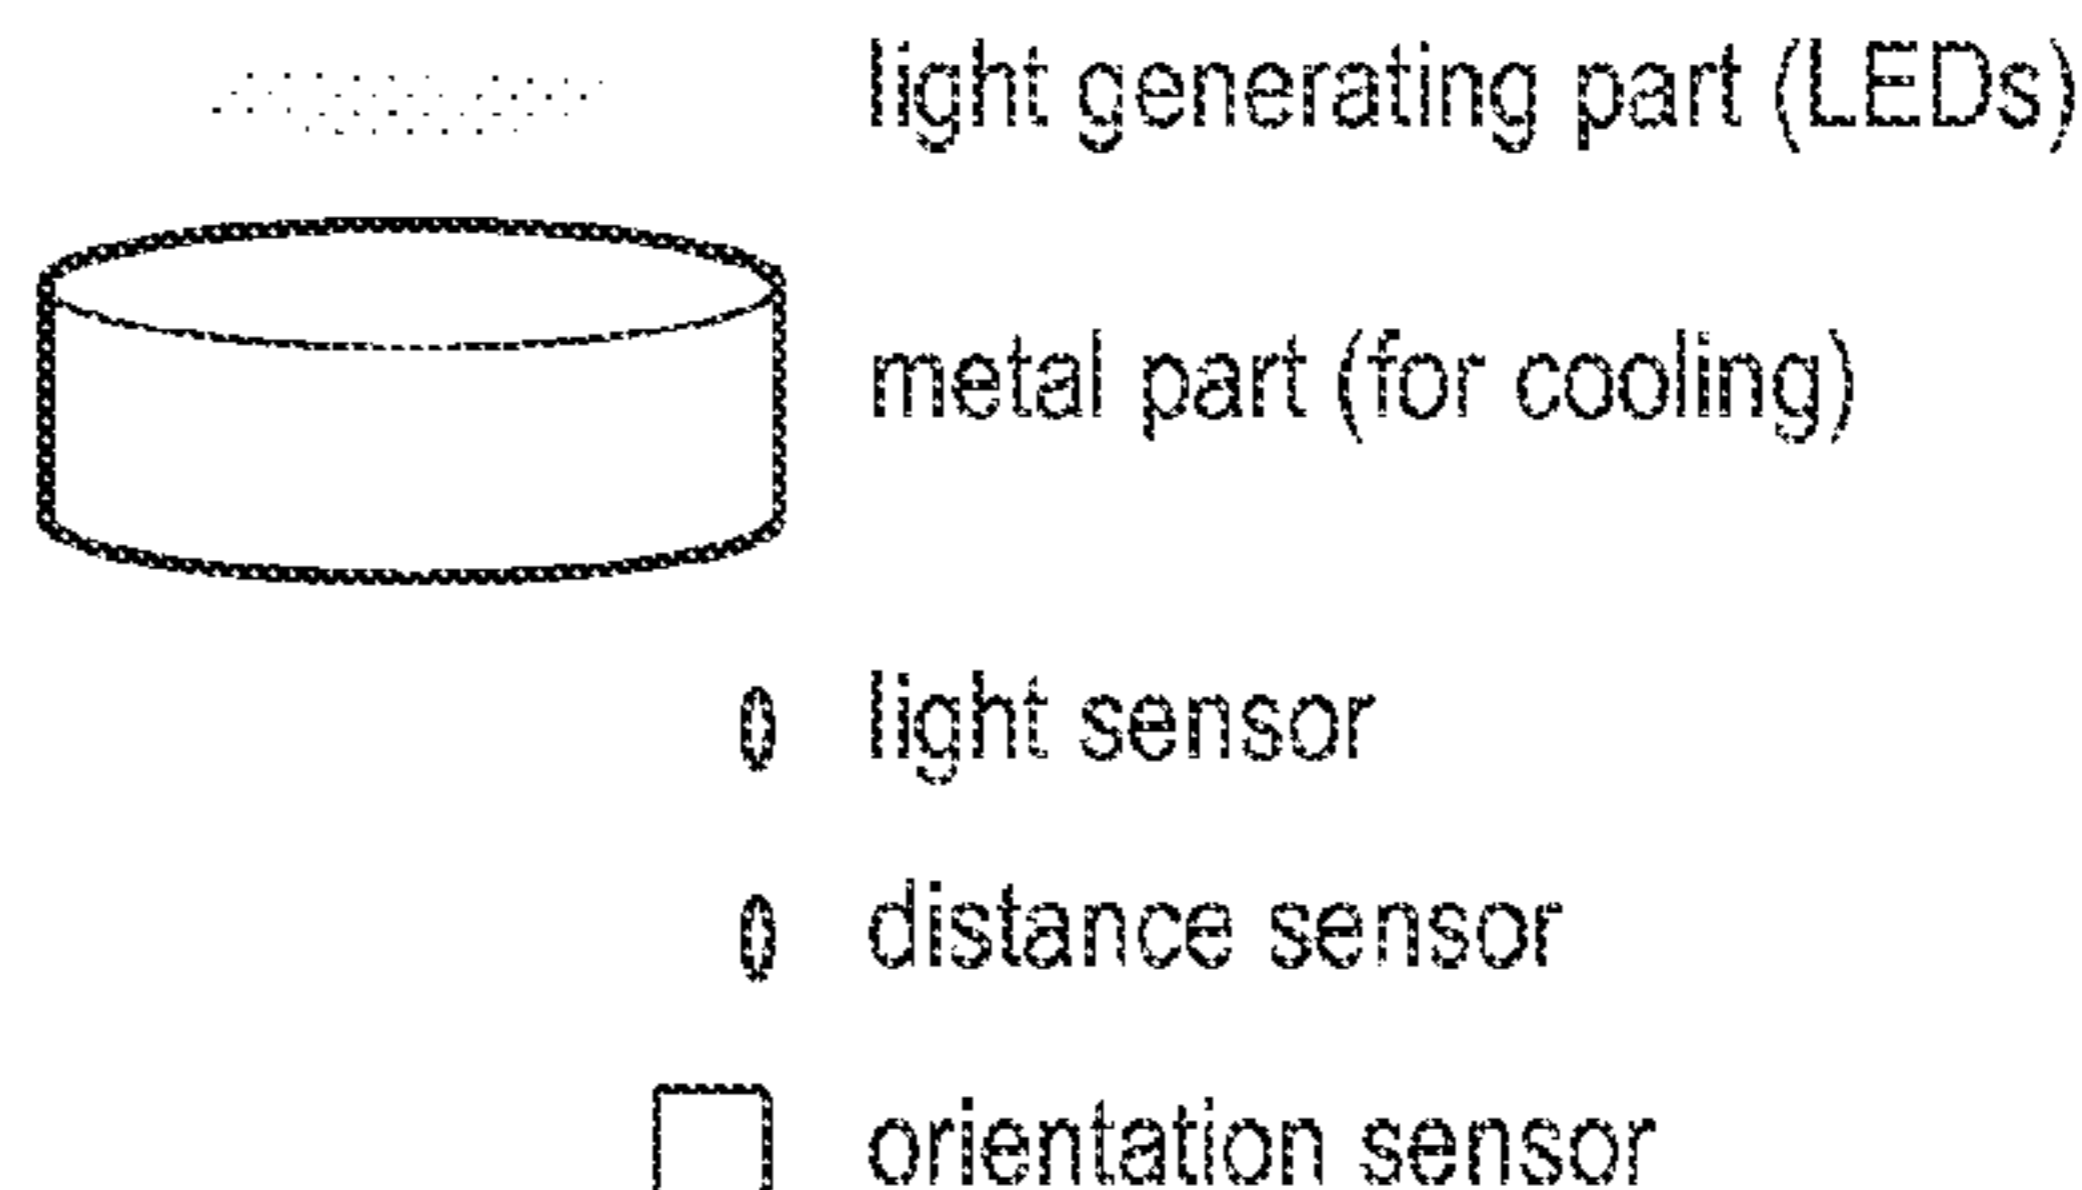 light generating part (LEDs)
metal part (for cooling)
light sensor
distance sensor
orientation sensor